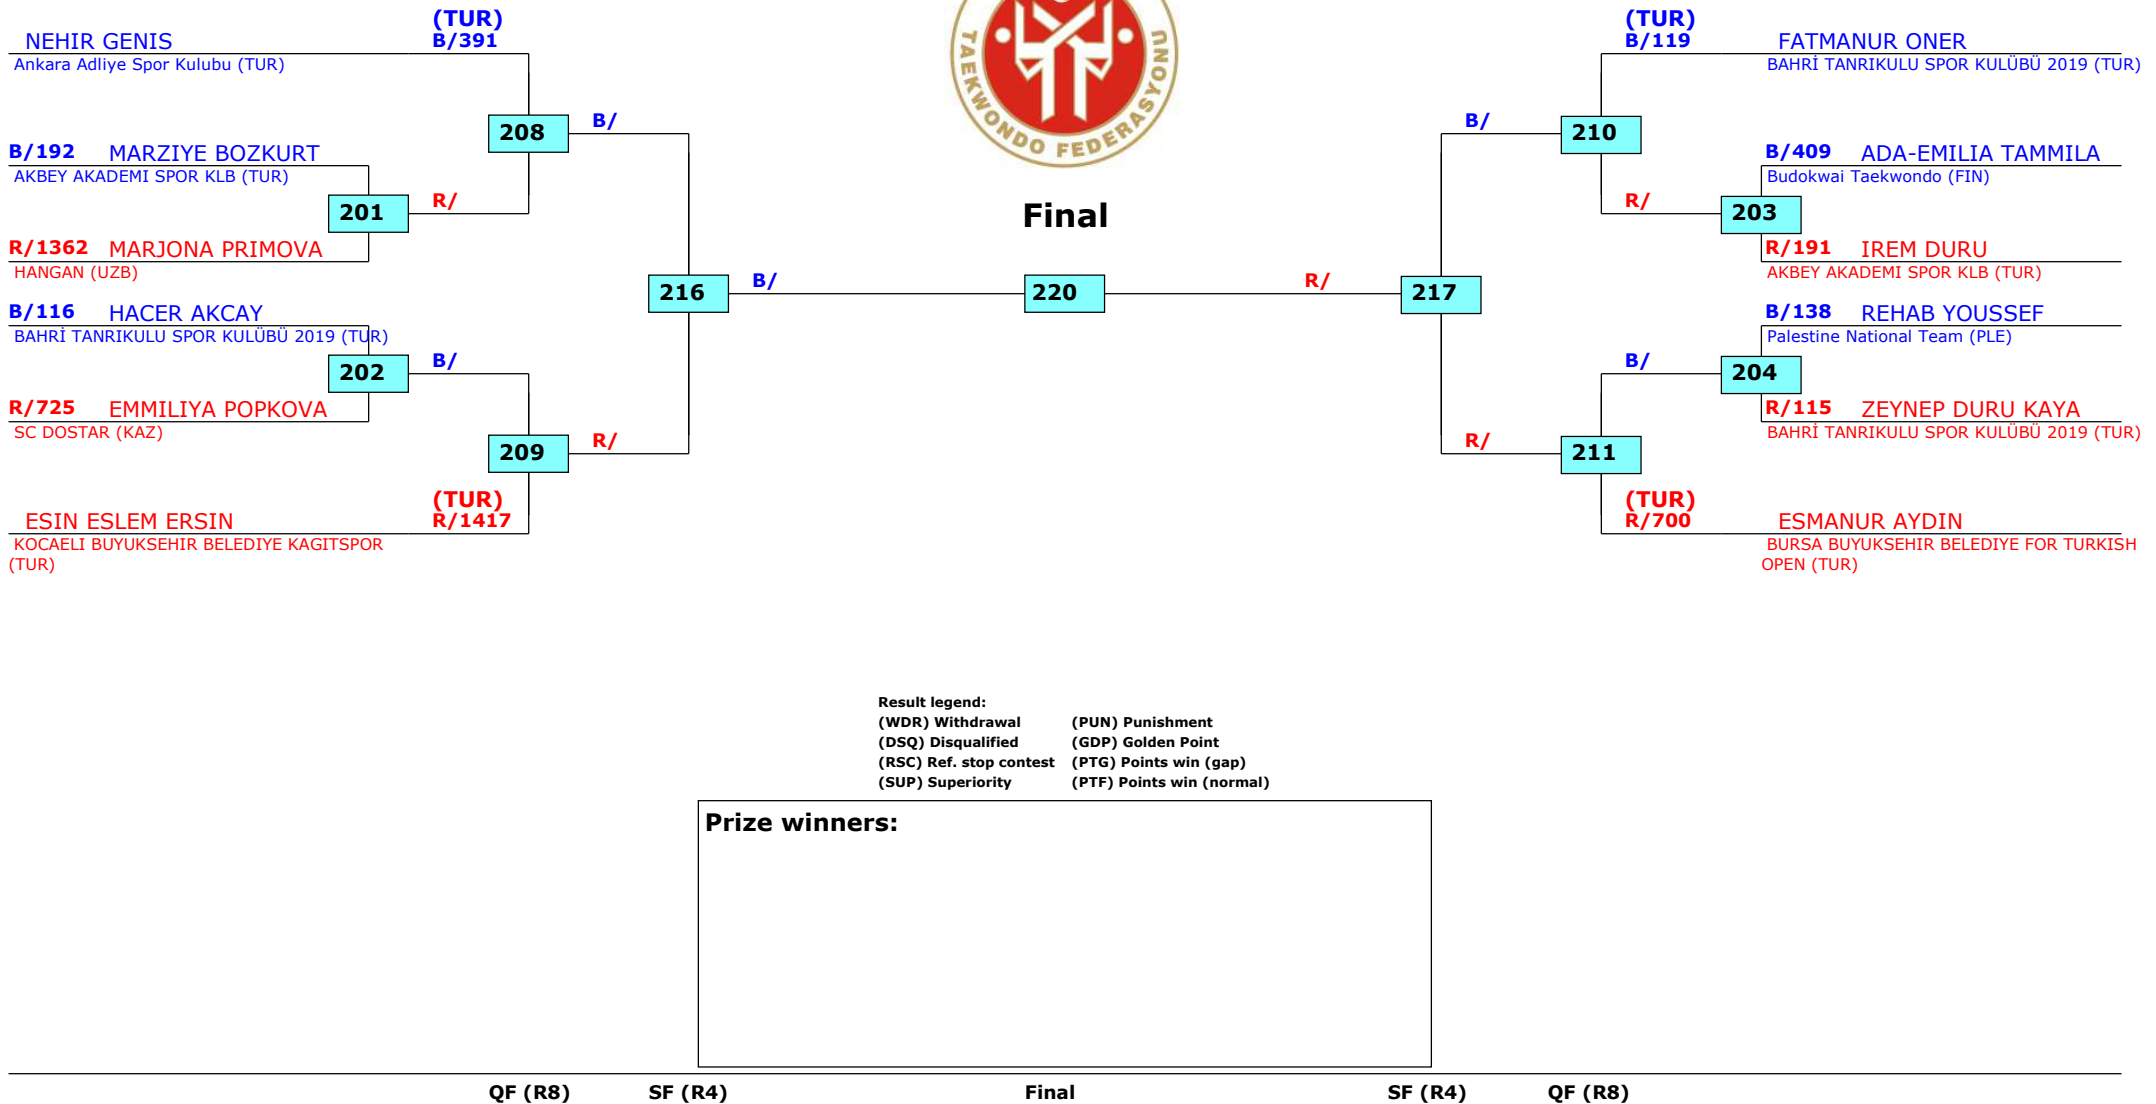 (TUR)
NEHIR GENIS B/391
Ankara Adliye Spor Kulubu (TUR)
208 B/
B/192 MARZIYE BOZKURT
AKBEY AKADEMI SPOR KLB (TUR)
201 R/
R/1362 MARJONA PRIMOVA
HANGAN (UZB)
216 B/
B/116 HACER AKCAY
BAHRİ TANRIKULU SPOR KULÜBÜ 2019 (TUR)
202 B/
R/725 EMMILIYA POPKOVA
SC DOSTAR (KAZ)
209 R/
(TUR)
ESIN ESLEM ERSIN R/1417
KOCAELI BUYUKSEHIR BELEDIYE KAGITSPOR
(TUR)
TAEKWONDO FEDERASYONU
Final
220
(TUR)
B/119 FATMANUR ONER
BAHRİ TANRIKULU SPOR KULÜBÜ 2019 (TUR)
B/ 210
B/409 ADA-EMILIA TAMMILA
Budokwai Taekwondo (FIN)
R/ 203
R/191 IREM DURU
AKBEY AKADEMI SPOR KLB (TUR)
R/ 217
B/138 REHAB YOUSSEF
Palestine National Team (PLE)
B/ 204
R/115 ZEYNEP DURU KAYA
BAHRİ TANRIKULU SPOR KULÜBÜ 2019 (TUR)
R/ 211
(TUR)
R/700 ESMANUR AYDIN
BURSA BUYUKSEHIR BELEDIYE FOR TURKISH
OPEN (TUR)
Result legend:
(WDR) Withdrawal (PUN) Punishment
(DSQ) Disqualified (GDP) Golden Point
(RSC) Ref. stop contest (PTG) Points win (gap)
(SUP) Superiority (PTF) Points win (normal)
Prize winners:
QF (R8) SF (R4) Final SF (R4) QF (R8)